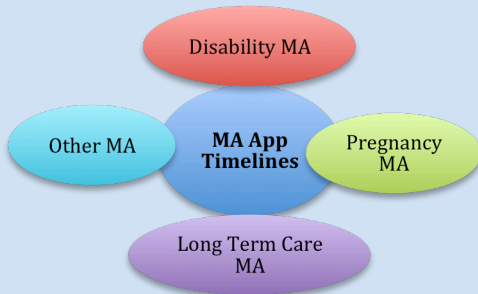 Disability MA
Other MA
MA App
Timelines
Pregnancy
MA
Long Term Care
MA